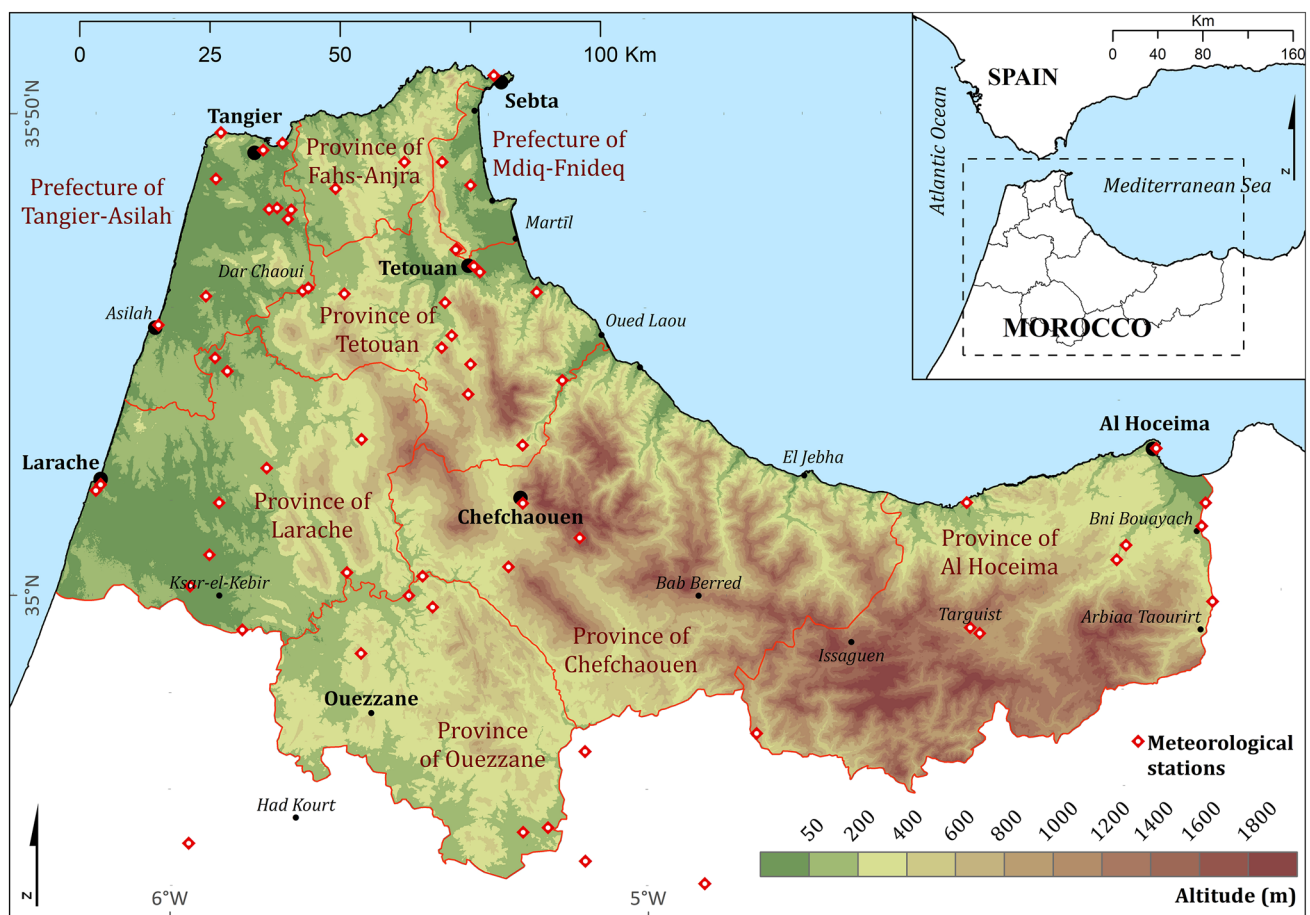 0
25
50
100 Km
Km
0
40
80
160
SPAIN
Atlantic Ocean
Mediterranean Sea
MOROCCO
N
35°50'N
Sebta
Tangier
Prefecture of
Mdiq-Fnideq
Province of
Fahs-Anjra
Prefecture of
Tangier-Asilah
Martīl
Dar Chaoui
Tetouan
Asilah
Province of
Tetouan
Oued Laou
Al Hoceima
Larache
El Jebha
Province of
Larache
Chefchaouen
Bni Bouayach
Province of
Al Hoceima
35°N
Ksar-el-Kebir
Bab Berred
Targuist
Arbiaa Taourirt
Province of
Chefchaouen
Issaguen
Ouezzane
Province
of Ouezzane
Meteorological
stations
Had Kourt
50
200
400
600
800
1000
1200
1400
1600
1800
Altitude (m)
N
6°W
5°W